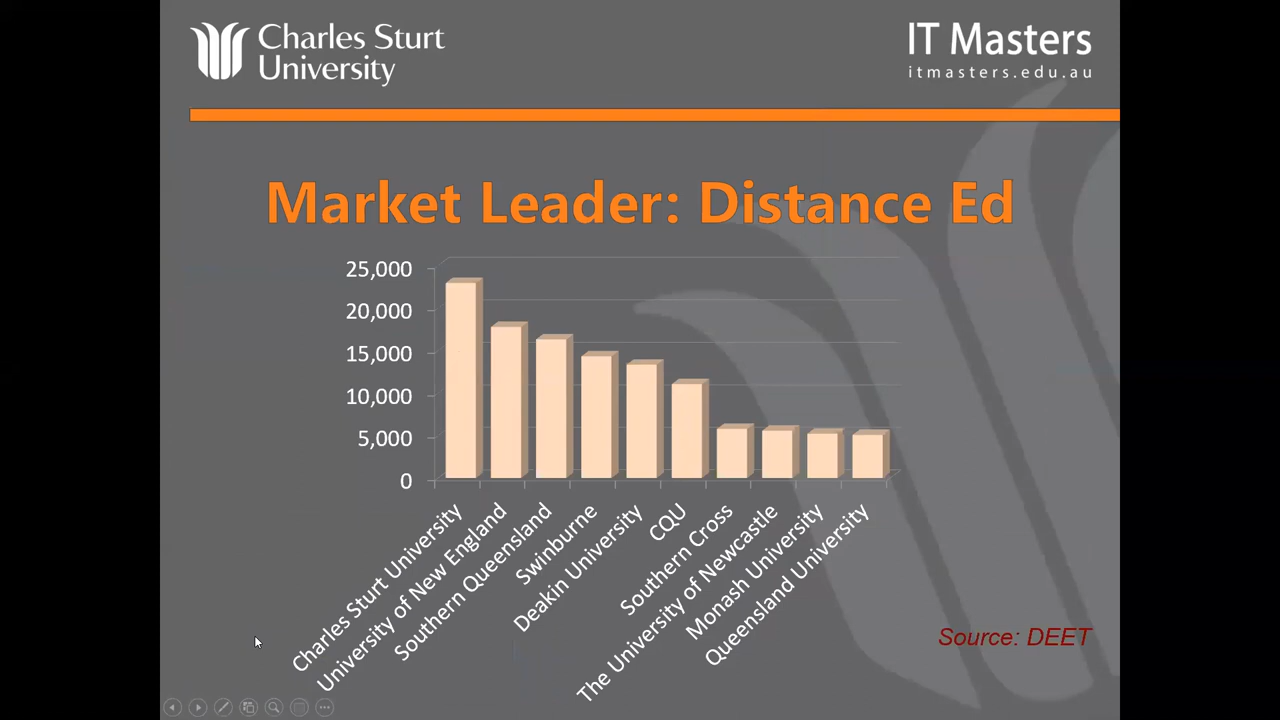 Charles Sturt
University
IT Masters
itmasters.edu.au
Market Leader: Distance Ed
25,000
20,000
15,000
10,000
5,000
0
Charles Sturt University
University of New England
Southern Queensland
Swinburne
Deakin University
CQU
Southern Cross
The University of Newcastle
Monash University
Queensland University
Source: DEET